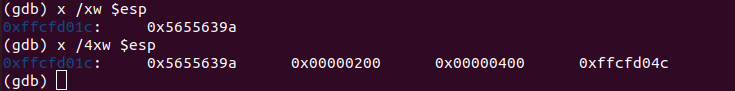 (gdb) x /xw $esp
0xffcfd01c: 0x5655639a
(gdb) x /4xw $esp
0xffcfd01c: 0x5655639a 0x00000200 0x00000400 0xffcfd04c
(gdb)